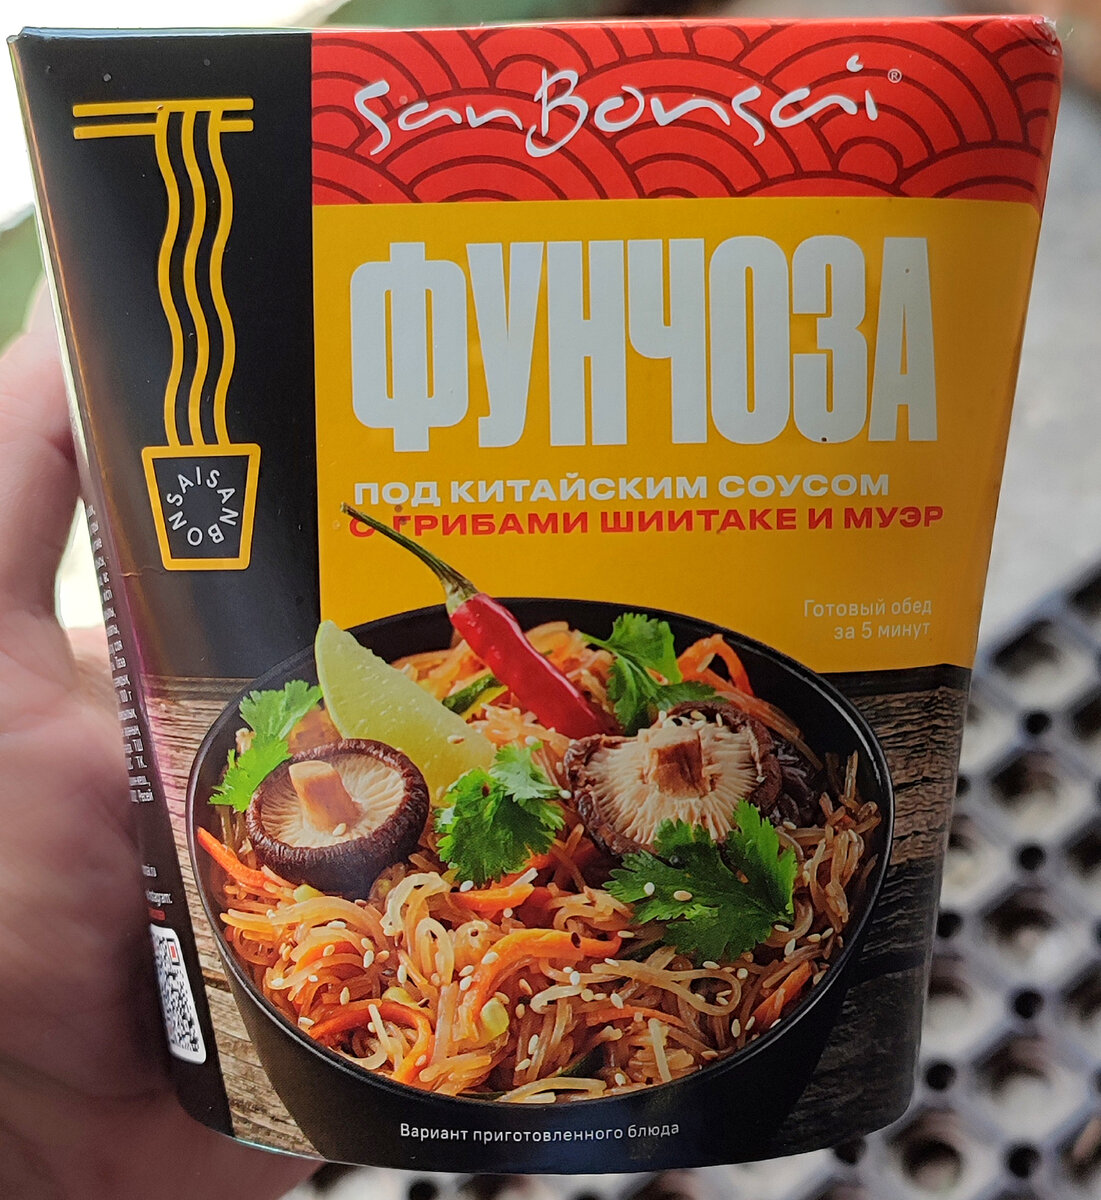 SanBonsai®
ФУНЧОЗА
ПОД КИТАЙСКИМ СОУСОМ
С ГРИБАМИ ШИИТАКЕ И МУЭР
Готовый обед
за 5 минут
SANBONSAI
Вариант приготовленного блюда